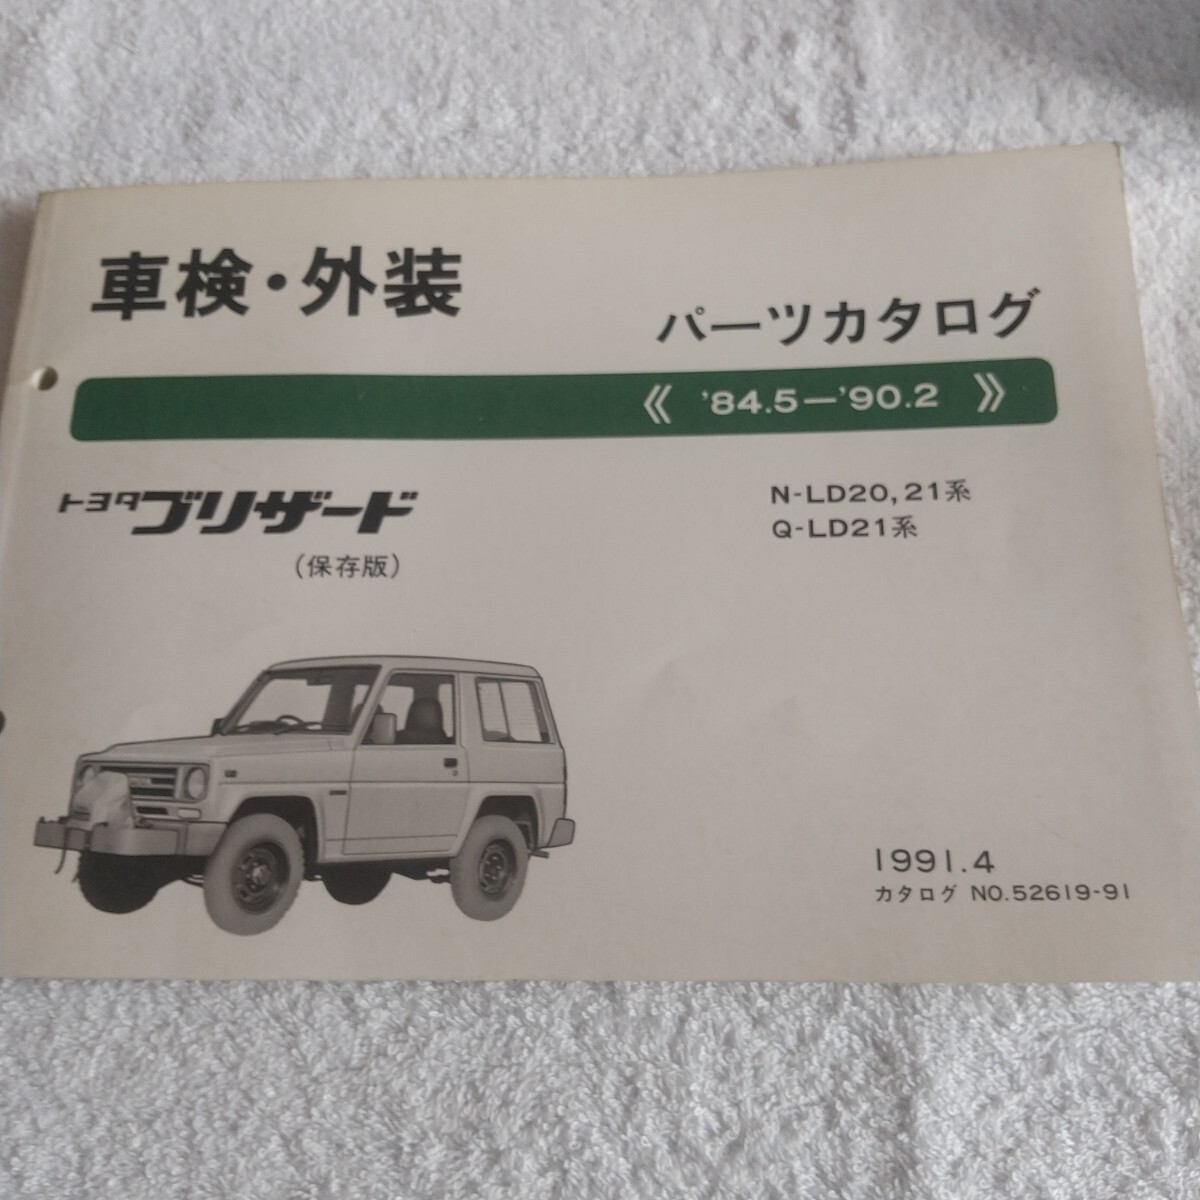 車検・外装
パーツカタログ
《 '84.5―'90.2 》
トヨタ ブリザード
(保存版)
N-LD20, 21系
Q-LD21系
1991.4
カタログ NO.52619-91